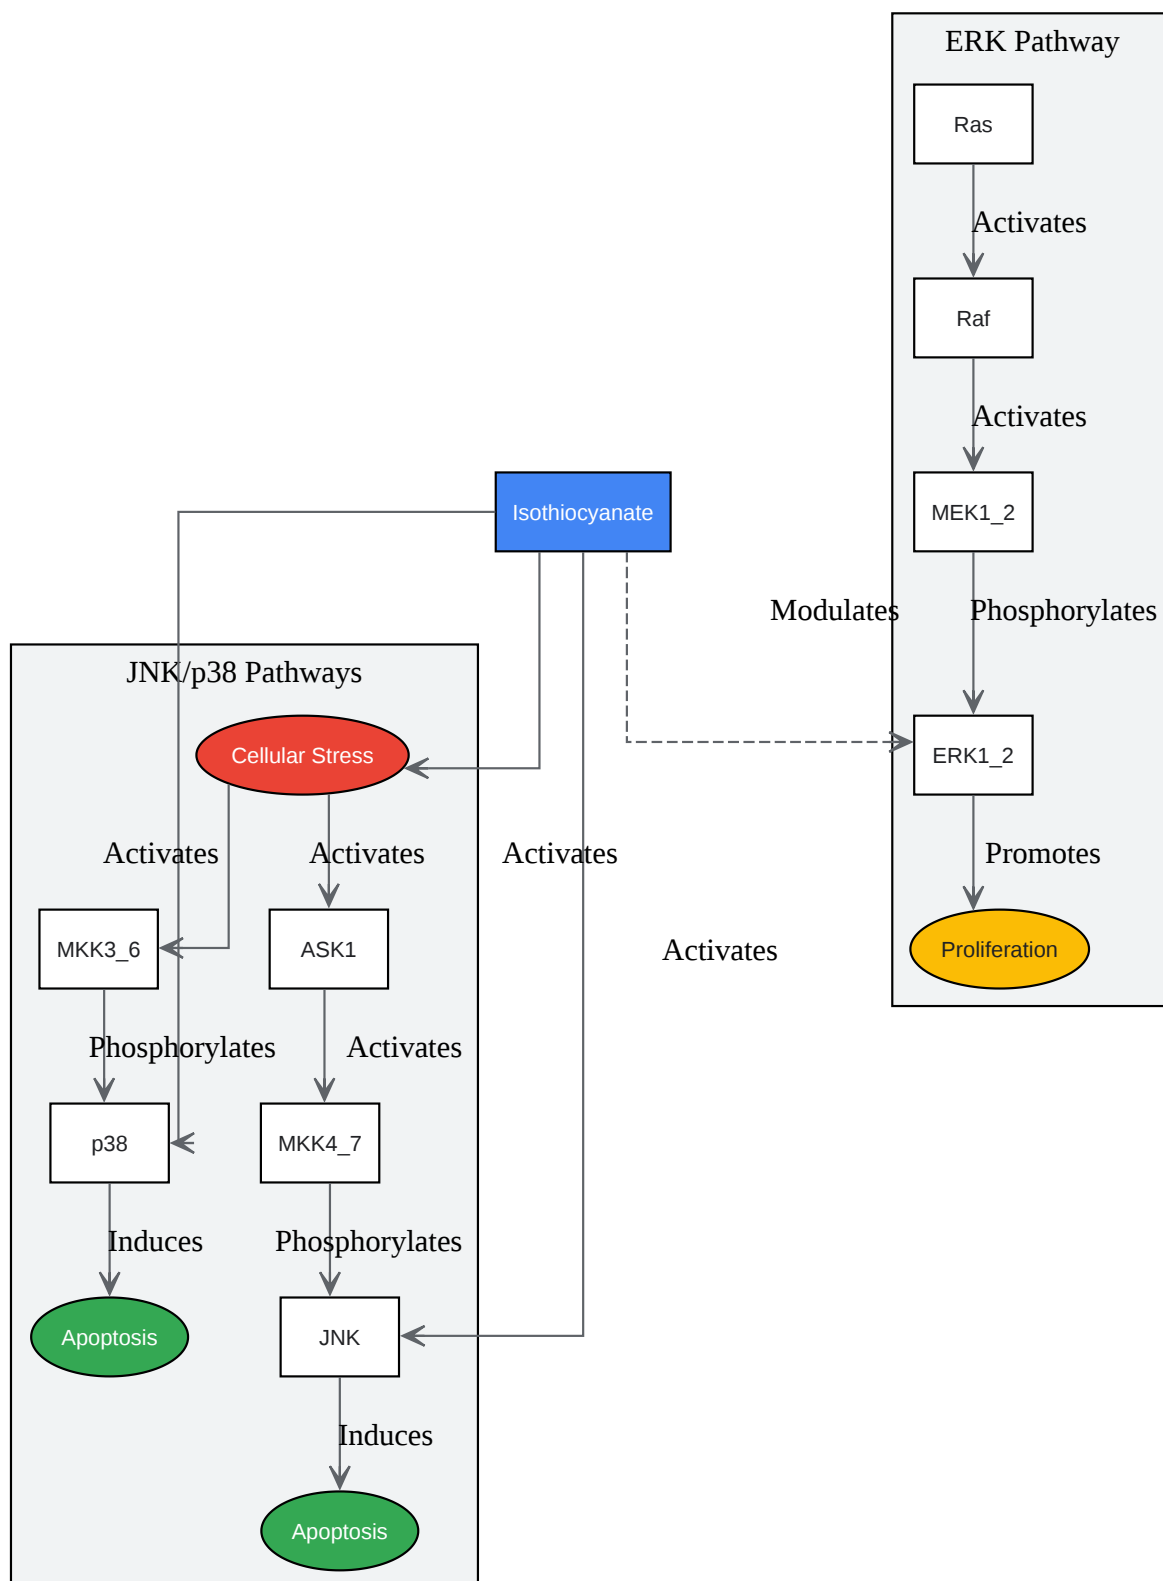 ERK Pathway
Ras
Activates
Raf
Activates
Isothiocyanate
MEK1_2
Modulates
Phosphorylates
JNK/p38 Pathways
Cellular Stress
ERK1_2
Activates
Activates
Activates
Promotes
MKK3_6
ASK1
Activates
Proliferation
Phosphorylates
Activates
p38
MKK4_7
Induces
Phosphorylates
Apoptosis
JNK
Induces
Apoptosis